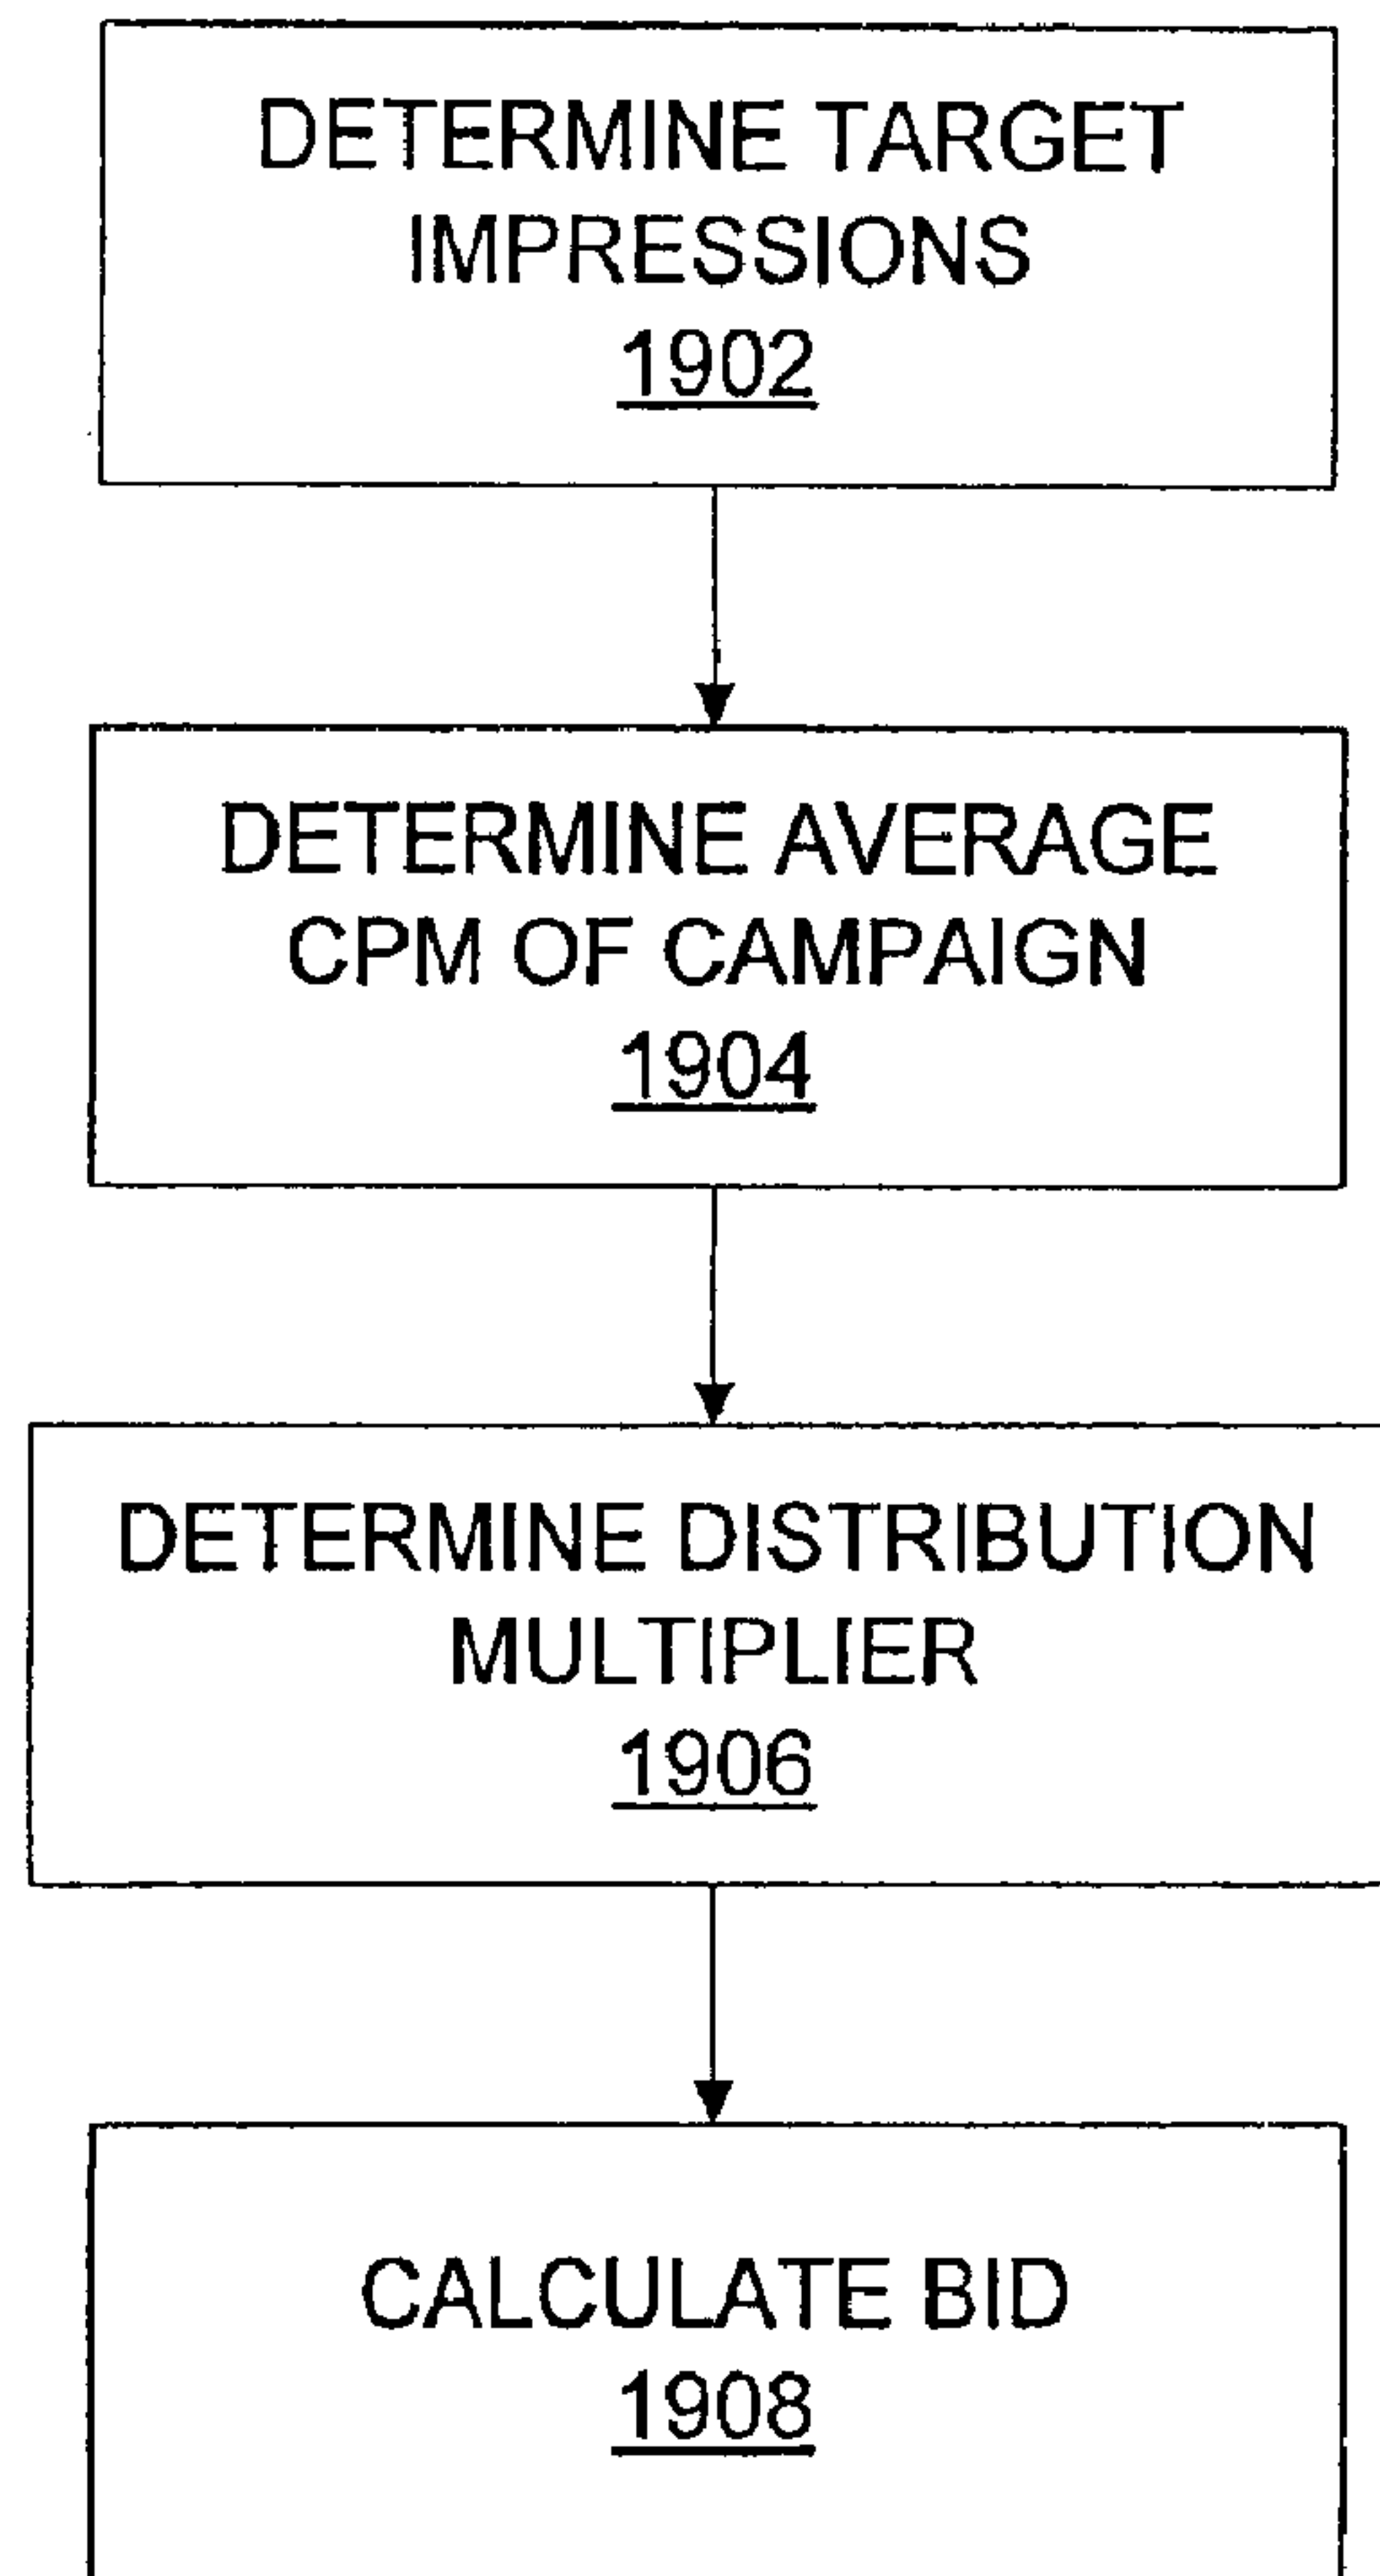 DETERMINE TARGET
IMPRESSIONS
1902
DETERMINE AVERAGE
CPM OF CAMPAIGN
1904
DETERMINE DISTRIBUTION
MULTIPLIER
1906
CALCULATE BID
1908